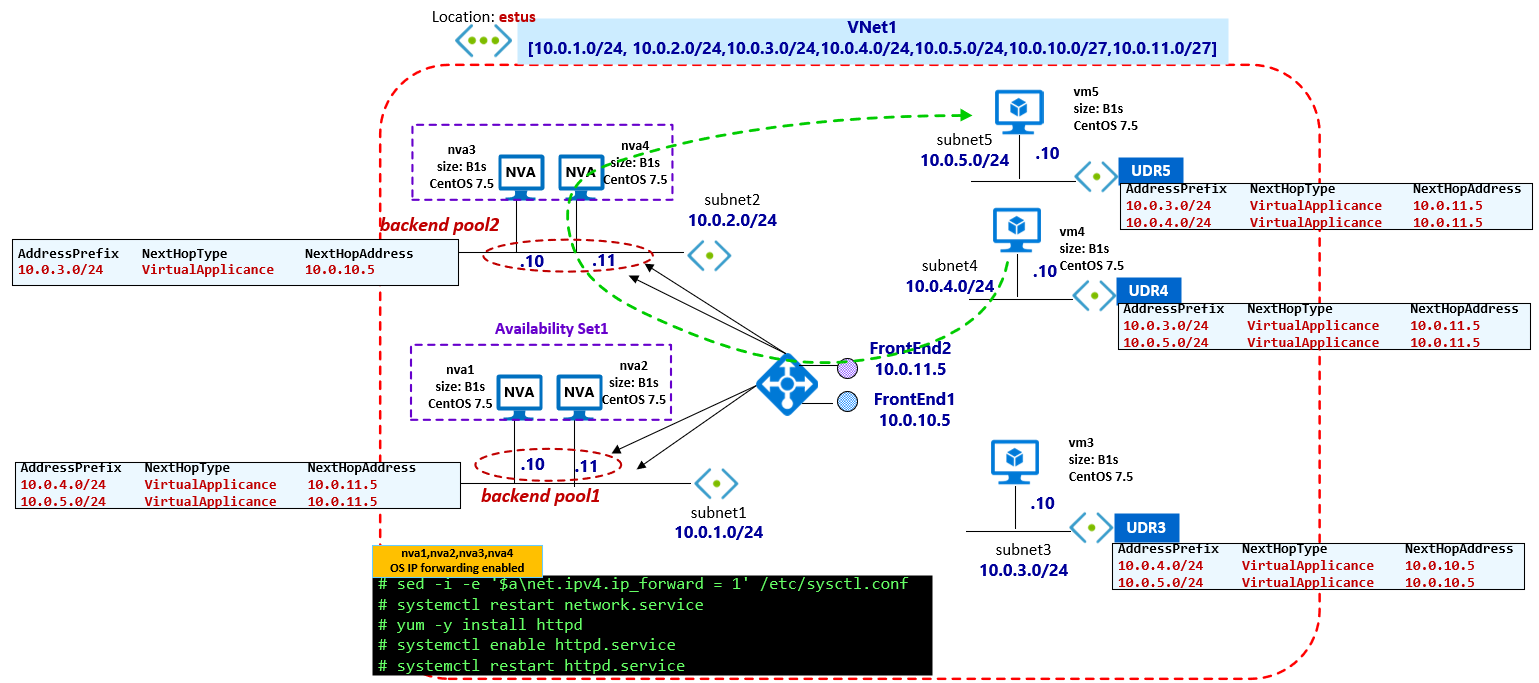 Location: estus
VNet1
[10.0.1.0/24, 10.0.2.0/24,10.0.3.0/24,10.0.4.0/24,10.0.5.0/24,10.0.10.0/27,10.0.11.0/27]
nva3
size: B1s
CentOS 7.5
NVA
NVA
nva4
size: B1s
CentOS 7.5
backend pool2
subnet2
10.0.2.0/24
.10
.11
AddressPrefix NextHopType NextHopAddress
10.0.3.0/24 VirtualApplicance 10.0.10.5
vm5
size: B1s
CentOS 7.5
subnet5
10.0.5.0/24
.10
UDR5
AddressPrefix NextHopType NextHopAddress
10.0.3.0/24 VirtualApplicance 10.0.11.5
10.0.4.0/24 VirtualApplicance 10.0.11.5
vm4
size: B1s
CentOS 7.5
subnet4
10.0.4.0/24
.10
UDR4
AddressPrefix NextHopType NextHopAddress
10.0.3.0/24 VirtualApplicance 10.0.11.5
10.0.5.0/24 VirtualApplicance 10.0.11.5
Availability Set1
nva1
size: B1s
CentOS 7.5
NVA
NVA
nva2
size: B1s
CentOS 7.5
FrontEnd2
10.0.11.5
FrontEnd1
10.0.10.5
.10
.11
backend pool1
subnet1
10.0.1.0/24
AddressPrefix NextHopType NextHopAddress
10.0.4.0/24 VirtualApplicance 10.0.11.5
10.0.5.0/24 VirtualApplicance 10.0.11.5
vm3
size: B1s
CentOS 7.5
.10
subnet3
10.0.3.0/24
UDR3
AddressPrefix NextHopType NextHopAddress
10.0.4.0/24 VirtualApplicance 10.0.10.5
10.0.5.0/24 VirtualApplicance 10.0.10.5
nva1,nva2,nva3,nva4
OS IP forwarding enabled
# sed -i -e '$a\net.ipv4.ip_forward = 1' /etc/sysctl.conf
# systemctl restart network.service
# yum -y install httpd
# systemctl enable httpd.service
# systemctl restart httpd.service